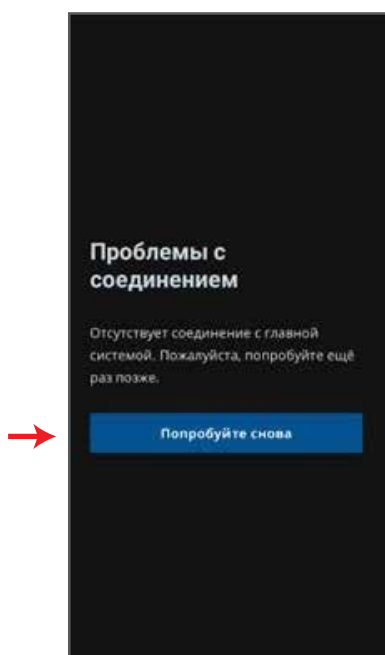 Проблемы с
соединением
Отсутствует соединение с главной
системой. Пожалуйста, попробуйте ещё
раз позже.
Попробуйте снова